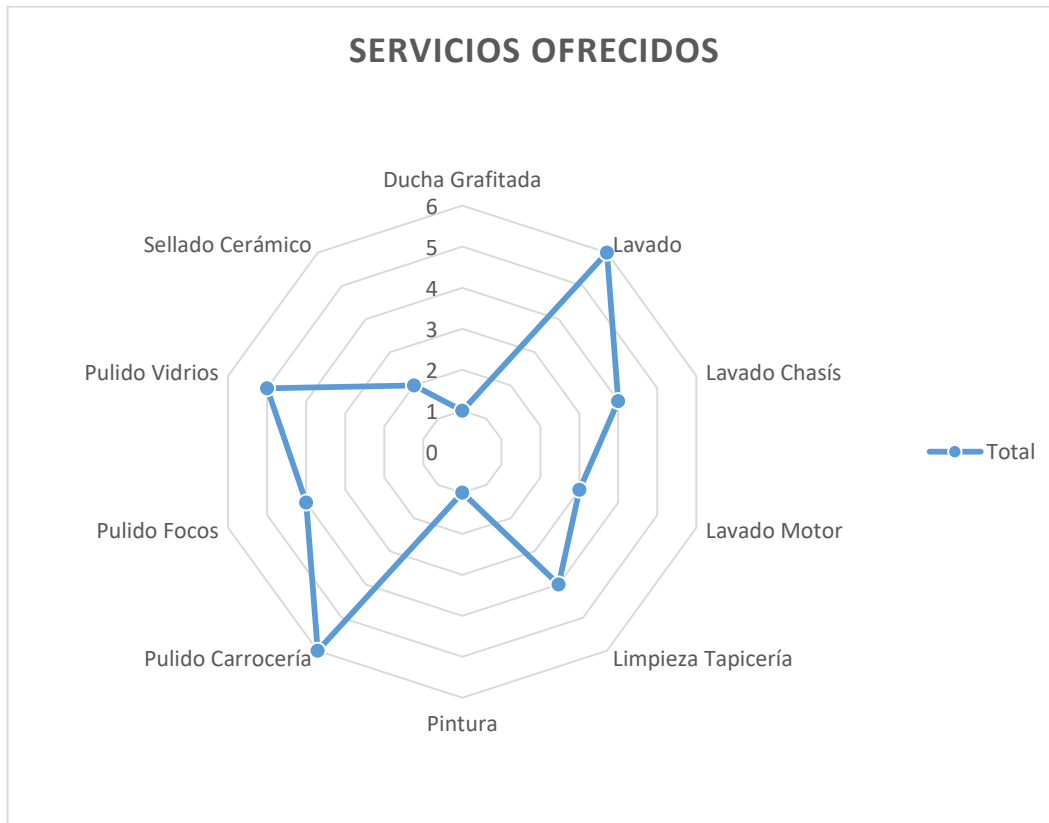 SERVICIOS OFRECIDOS
Ducha Grafitada
6
Sellado Cerámico
Lavado
5
4
3
Pulido Vidrios
Lavado Chasís
2
1
0
Total
Pulido Focos
Lavado Motor
Pulido Carrocería
Limpieza Tapicería
Pintura